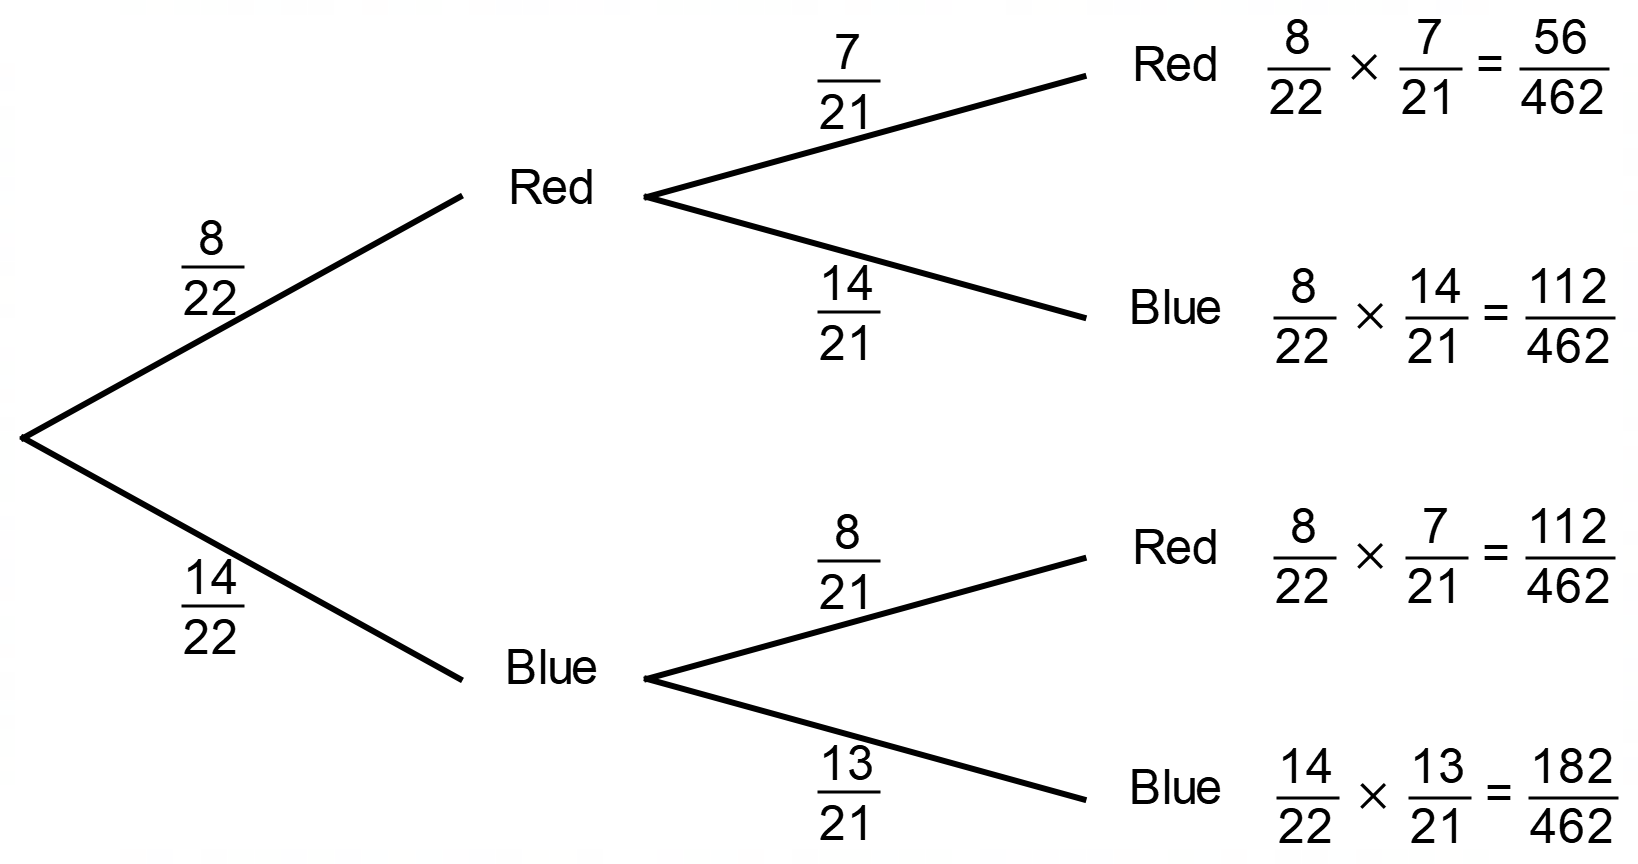 7/21 Red 8/22 × 7/21 = 56/462
Red
8/22
14/21 Blue 8/22 × 14/21 = 112/462
8/21 Red 8/22 × 7/21 = 112/462
14/22
Blue
13/21 Blue 14/22 × 13/21 = 182/462